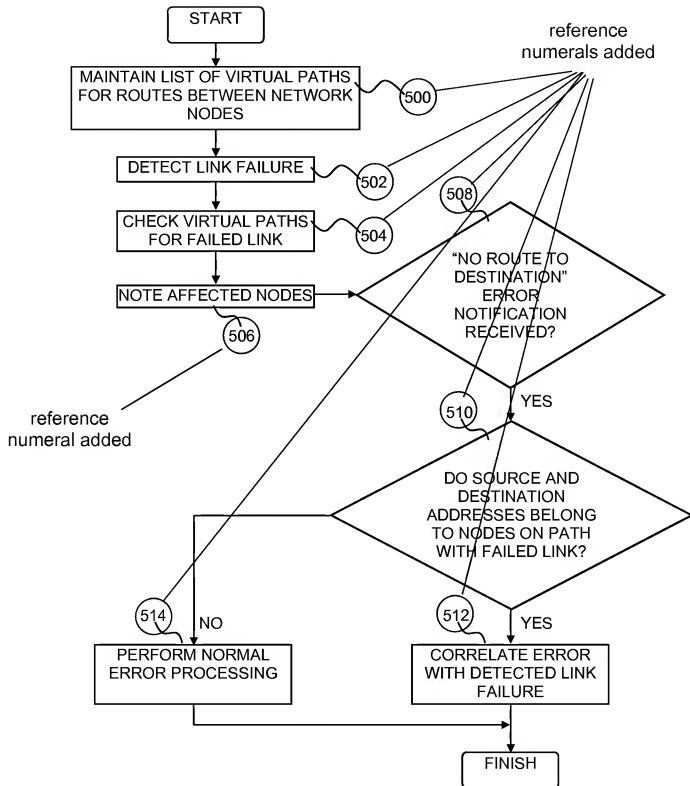 START
reference
numerals added
MAINTAIN LIST OF VIRTUAL PATHS
FOR ROUTES BETWEEN NETWORK
NODES
500
DETECT LINK FAILURE
502
CHECK VIRTUAL PATHS
FOR FAILED LINK
504
NOTE AFFECTED NODES
506
reference
numeral added
508
“NO ROUTE TO
DESTINATION”
ERROR
NOTIFICATION
RECEIVED?
YES
510
DO SOURCE AND
DESTINATION
ADDRESSES BELONG
TO NODES ON PATH
WITH FAILED LINK?
NO
514
PERFORM NORMAL
ERROR PROCESSING
YES
512
CORRELATE ERROR
WITH DETECTED LINK
FAILURE
FINISH